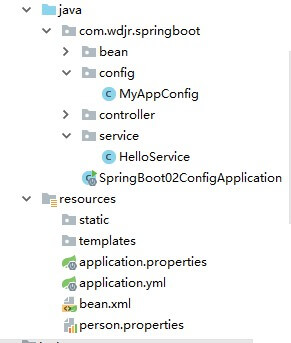 java
com.wdjr.springboot
bean
config
MyAppConfig
controller
service
HelloService
SpringBoot02ConfigApplication
resources
static
templates
application.properties
application.yml
bean.xml
person.properties